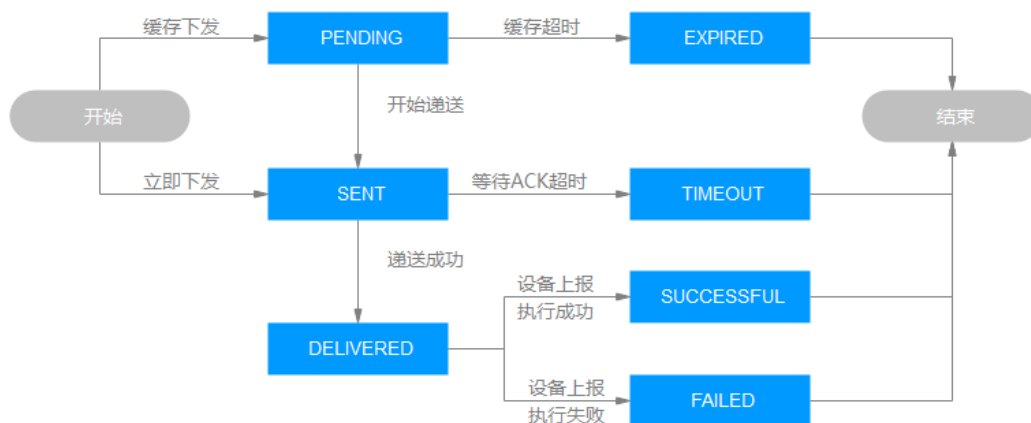 缓存下发
PENDING
缓存超时
EXPIRED
开始
开始递送
结束
立即下发
SENT
等待ACK超时
TIMEOUT
递送成功
设备上报
执行成功
SUCCESSFUL
DELIVERED
设备上报
执行失败
FAILED